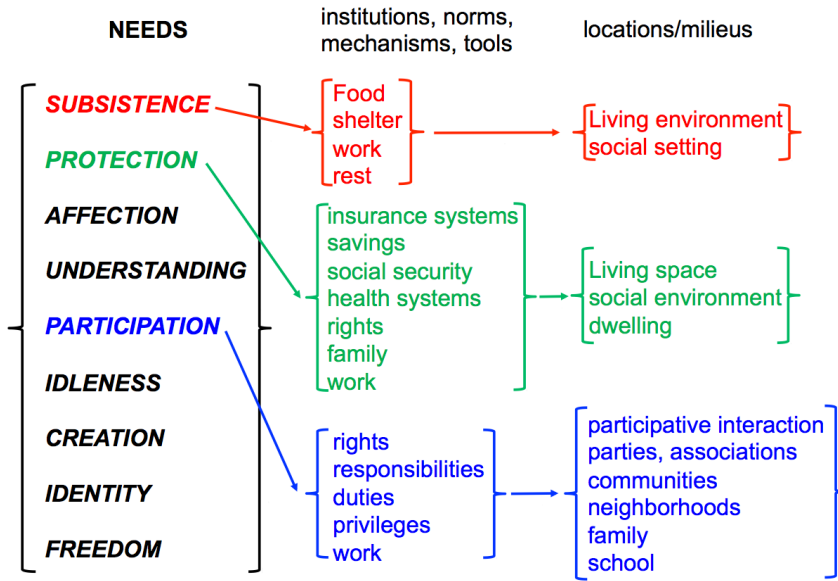 NEEDS
institutions, norms,
mechanisms, tools
locations/milieus
SUBSISTENCE
PROTECTION
AFFECTION
UNDERSTANDING
PARTICIPATION
IDLENESS
CREATION
IDENTITY
FREEDOM
Food
shelter
work
rest
Living environment
social setting
insurance systems
savings
social security
health systems
rights
family
work
Living space
social environment
dwelling
rights
responsibilities
duties
privileges
work
participative interaction
parties, associations
communities
neighborhoods
family
school